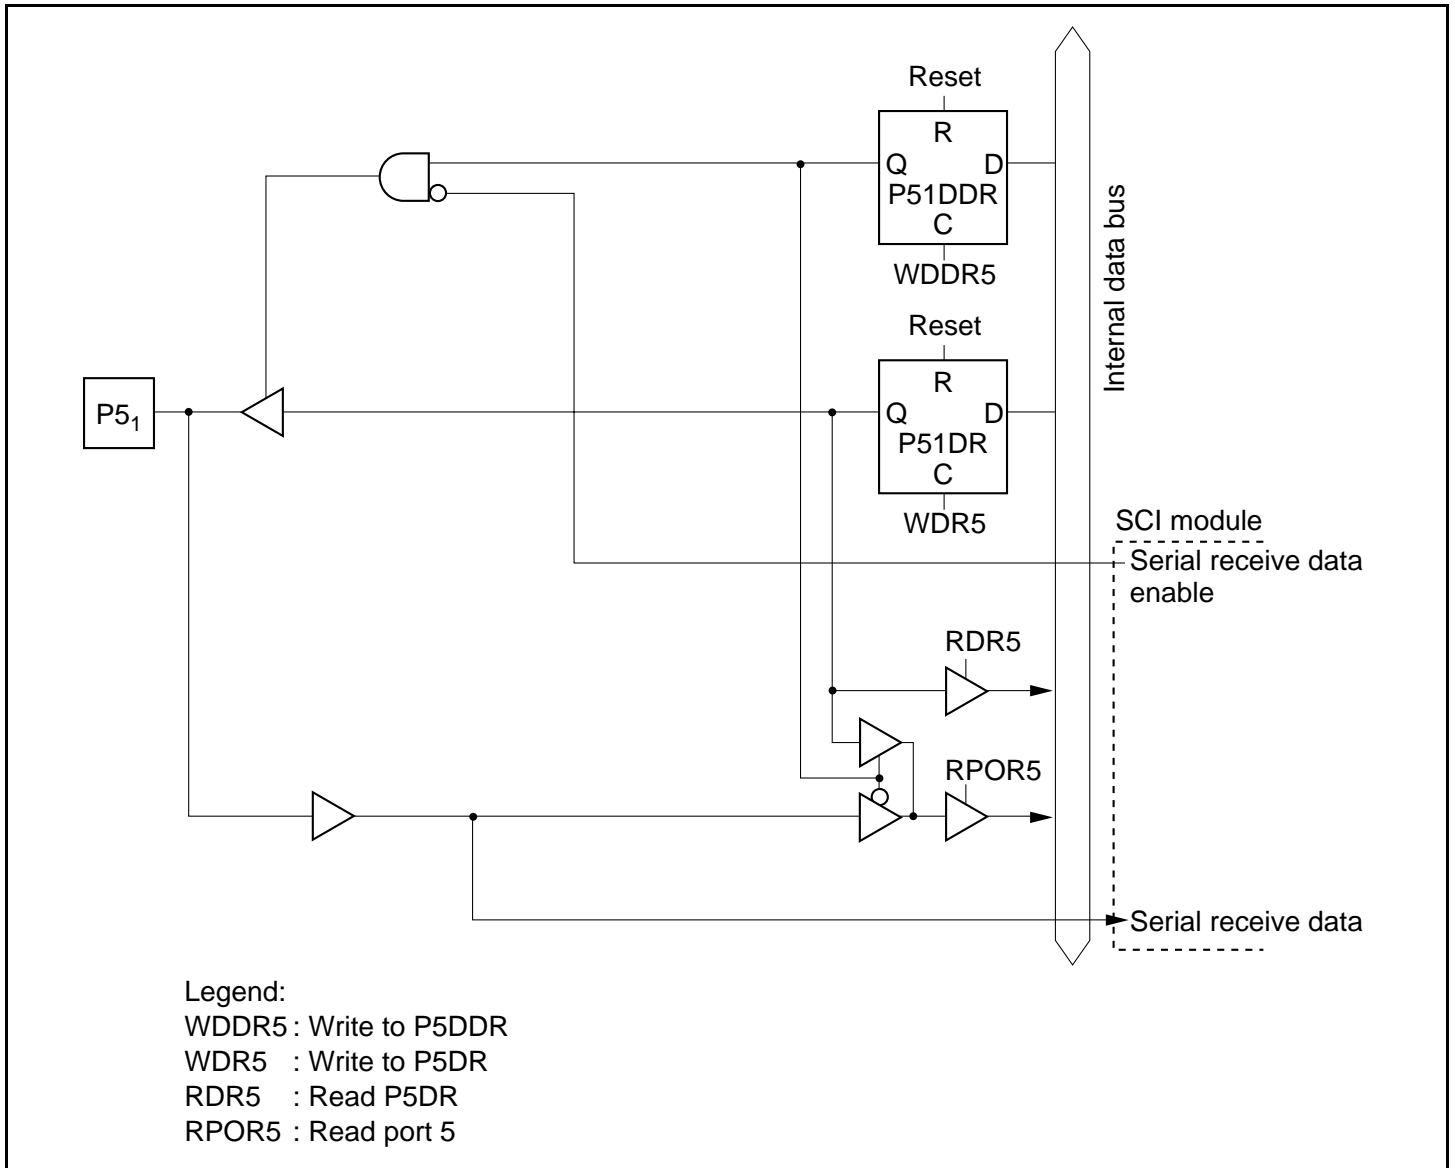 Reset
R
Q D
P51DDR
C
WDDR5
Internal data bus
Reset
R
Q D
P51DR
C
WDR5
P5₁
SCI module
Serial receive data
enable
RDR5
RPOR5
Serial receive data
Legend:
WDDR5 : Write to P5DDR
WDR5 : Write to P5DR
RDR5 : Read P5DR
RPOR5 : Read port 5